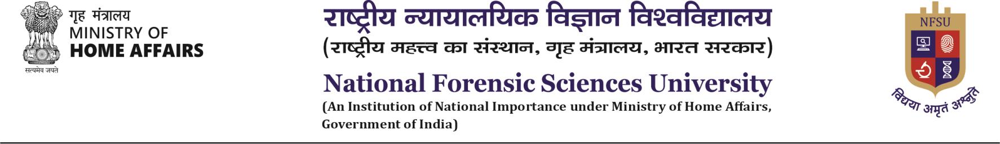 गृह मंत्रालय
MINISTRY OF
HOME AFFAIRS
सत्यमेव जयते
राष्ट्रीय न्यायालयिक विज्ञान विश्वविद्यालय
(राष्ट्रीय महत्त्व का संस्थान, गृह मंत्रालय, भारत सरकार)
National Forensic Sciences University
(An Institution of National Importance under Ministry of Home Affairs,
Government of India)
NFSU
विद्यया अमृतं अश्नुते